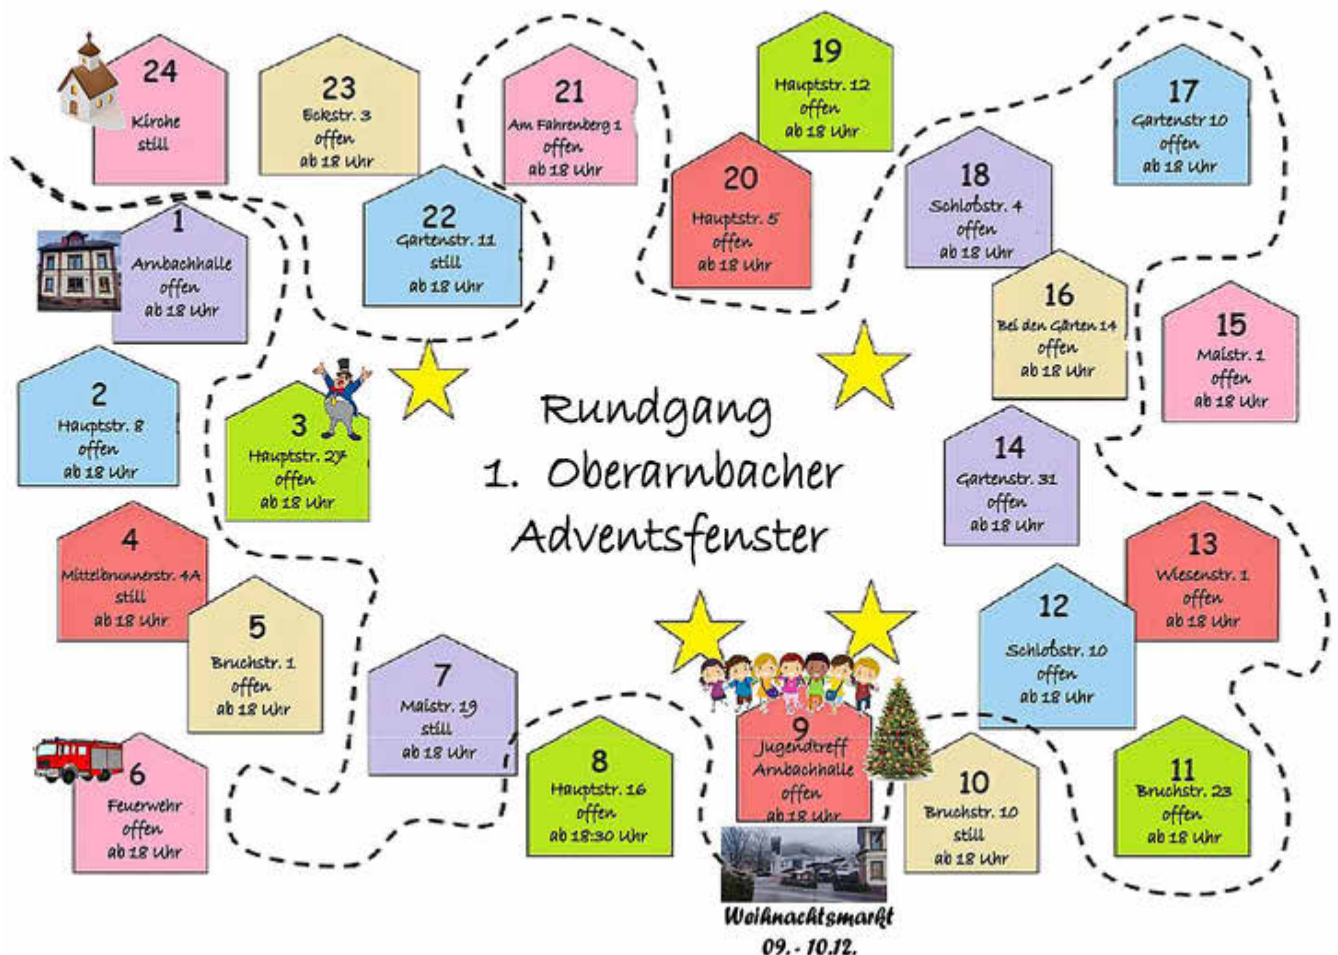 24
Kirche
still
23
Eckstr. 3
offen
ab 18 Uhr
21
Am Fahrenberg 1
offen
ab 18 Uhr
19
Hauptstr. 12
offen
ab 18 Uhr
17
Gartenstr 10
offen
ab 18 Uhr
22
Gartenstr. 11
still
ab 18 Uhr
20
Hauptstr. 5
offen
ab 18 Uhr
18
Schloßstr. 4
offen
ab 18 Uhr
1
Arnbachhalle
offen
ab 18 Uhr
16
Bei den Gärten 14
offen
ab 18 Uhr
15
Maistr. 1
offen
ab 18 Uhr
2
Hauptstr. 8
offen
ab 18 Uhr
3
Hauptstr. 27
offen
ab 18 Uhr
Rundgang
1. Oberarnbacher
Adventsfenster
14
Gartenstr. 31
offen
ab 18 Uhr
4
Mittelbrunnerstr. 4A
still
ab 18 Uhr
5
Bruchstr. 1
offen
ab 18 Uhr
13
Wiesenstr. 1
offen
ab 18 Uhr
12
Schloßstr. 10
offen
ab 18 Uhr
7
Maistr. 19
still
ab 18 Uhr
6
Feuerwehr
offen
ab 18 Uhr
8
Hauptstr. 16
offen
ab 18:30 Uhr
9
Jugendtreff
Arnbachhalle
offen
ab 18 Uhr
10
Bruchstr. 10
still
ab 18 Uhr
11
Bruchstr. 23
offen
ab 18 Uhr
Weihnachtsmarkt
09. - 10.12.